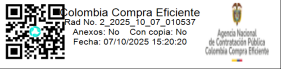 Colombia Compra Eficiente
Rad No. 2_2025_10_07_010537
Anexos: No Con copia: No
Fecha: 07/10/2025 15:20:20
Agencia Nacional
de Contratación Pública
Colombia Compra Eficiente